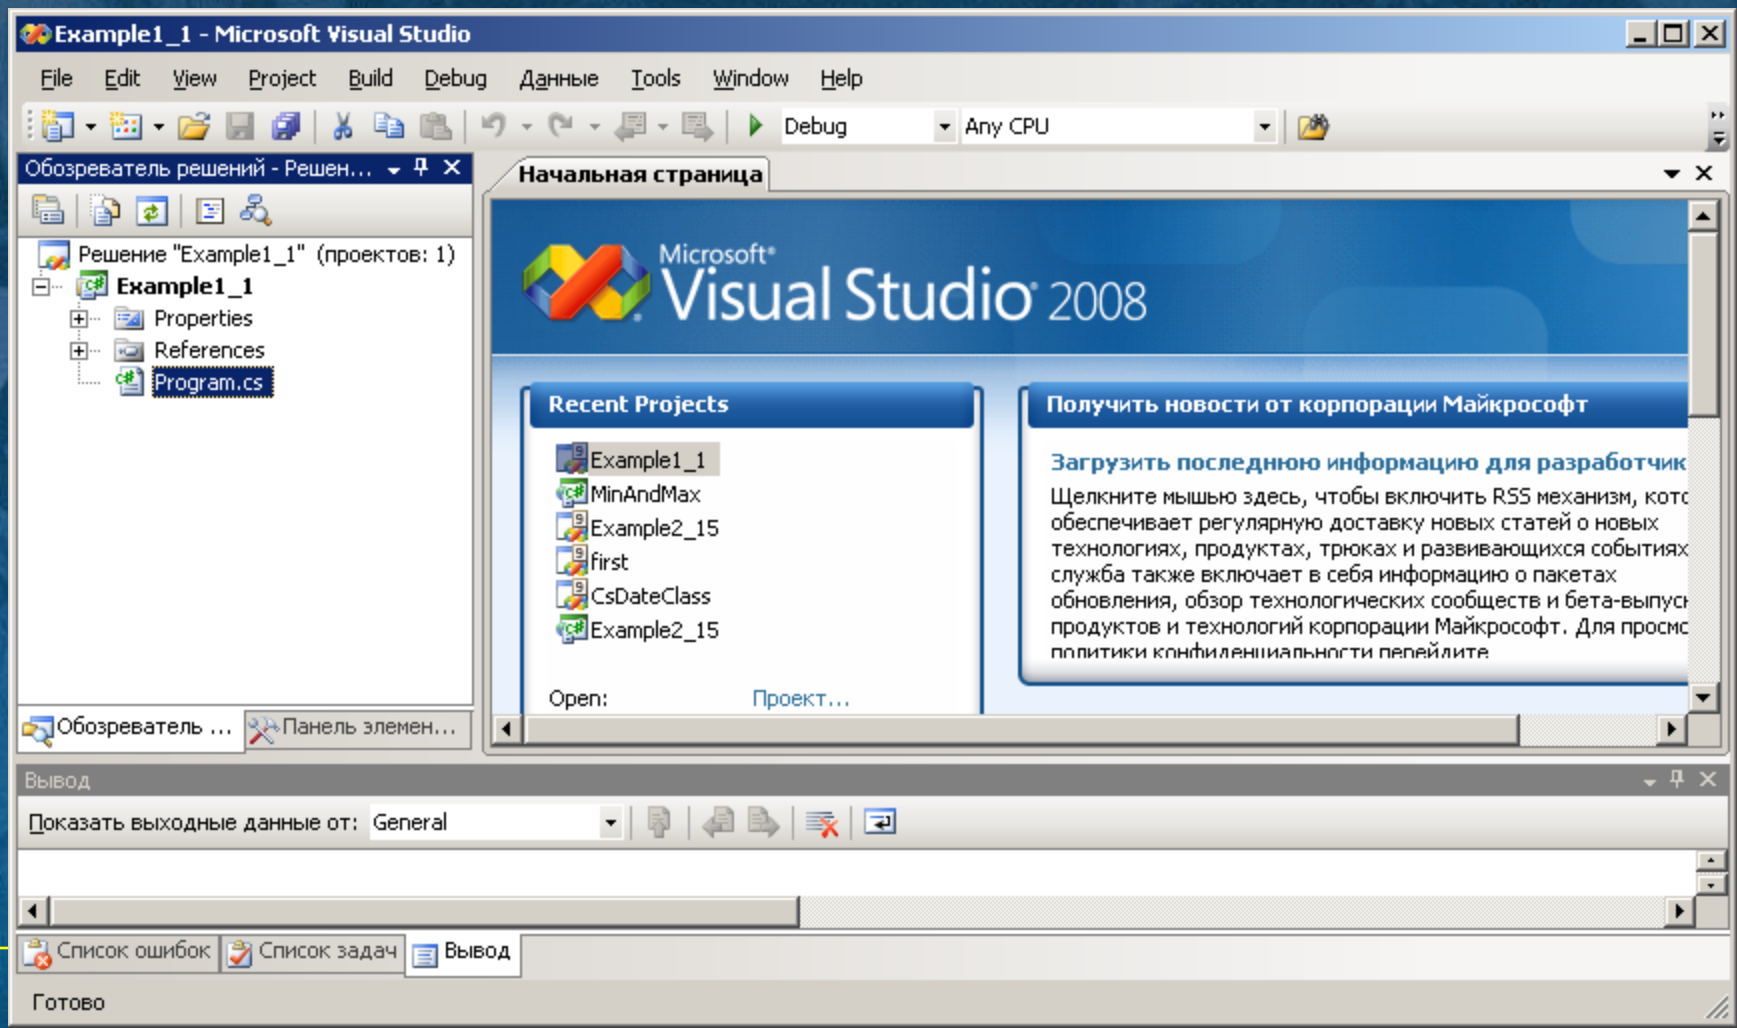 Example1_1 - Microsoft Visual Studio
File Edit View Project Build Debug Данные Tools Window Help
Debug Any CPU
Обозреватель решений - Решен...
Решение "Example1_1" (проектов: 1)
Example1_1
Properties
References
Program.cs
Обозреватель ... Панель элемен...
Начальная страница
Microsoft®
Visual Studio® 2008
Recent Projects
Example1_1
MinAndMax
Example2_15
first
CsDateClass
Example2_15
Open: Проект...
Получить новости от корпорации Майкрософт
Загрузить последнюю информацию для разработчик
Щелкните мышью здесь, чтобы включить RSS механизм, кото
обеспечивает регулярную доставку новых статей о новых
технологиях, продуктах, трюках и развивающихся событиях
служба также включает в себя информацию о пакетах
обновления, обзор технологических сообществ и бета-выпуск
продуктов и технологий корпорации Майкрософт. Для просмо
политики конфиденциальности перейдите
Вывод
Показать выходные данные от: General
Список ошибок Список задач Вывод
Готово